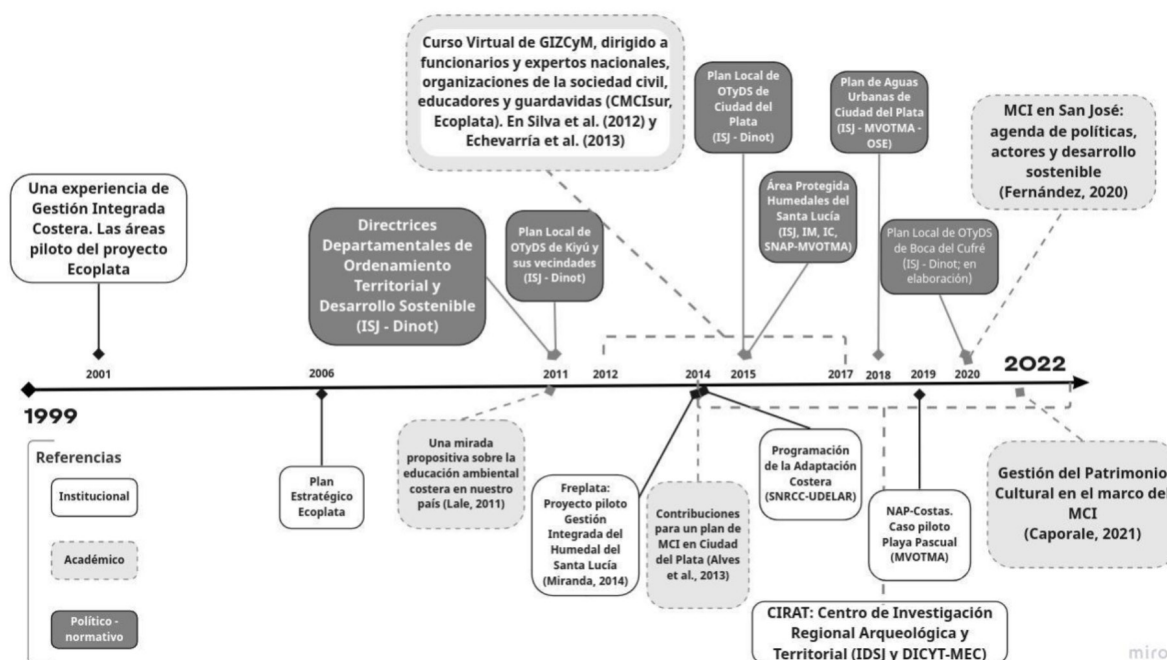 Curso Virtual de GIZCyM, dirigido a
funcionarios y expertos nacionales,
organizaciones de la sociedad civil,
educadores y guardavidas (CMCIsur,
Ecoplata). En Silva et al. (2012) y
Echevarría et al. (2013)
Plan Local de
OTyDS de
Ciudad del
Plata
(ISJ - Dinot)
Plan de Aguas
Urbanas de
Ciudad del Plata
(ISJ - MVOTMA -
OSE)
MCI en San José:
agenda de políticas,
actores y desarrollo
sostenible
(Fernández, 2020)
Una experiencia de
Gestión Integrada
Costera. Las áreas
piloto del proyecto
Ecoplata
Directrices
Departamentales de
Ordenamiento
Territorial y
Desarrollo Sostenible
(ISJ - Dinot)
Plan Local de
OTyDS de Kiyú y
sus vecindades
(ISJ - Dinot)
Área Protegida
Humedales del
Santa Lucía
(ISJ, IM, IC,
SNAP-MVOTMA)
Plan Local de OTyDS
de Boca del Cufré
(ISJ - Dinot; en
elaboración)
1999
2001
2006
2011
2012
2014
2015
2017
2018
2019
2020
2022
Referencias
Institucional
Académico
Político -
normativo
Plan
Estratégico
Ecoplata
Una mirada
propositiva sobre la
educación ambiental
costera en nuestro
país (Lale, 2011)
Freplata:
Proyecto piloto
Gestión
Integrada del
Humedal del
Santa Lucía
(Miranda, 2014)
Contribuciones
para un plan de
MCI en Ciudad
del Plata (Alves
et al., 2013)
Programación
de la Adaptación
Costera
(SNRCC-UDELAR)
NAP-Costas.
Caso piloto
Playa Pascual
(MVOTMA)
Gestión del Patrimonio
Cultural en el marco de
MCI
(Caporale, 2021)
CIRAT: Centro de Investigación
Regional Arqueológica y
Territorial (IDSJ y DICYT-MEC)
miro